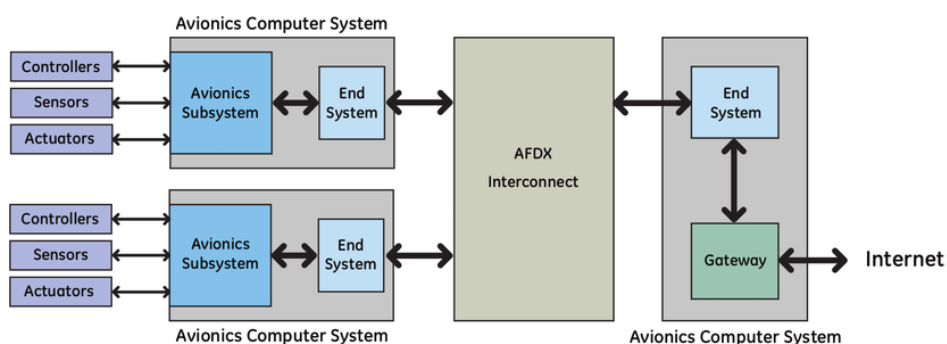 Avionics Computer System
Controllers
Sensors
Actuators
Avionics
Subsystem
End
System
Controllers
Sensors
Actuators
Avionics
Subsystem
End
System
Avionics Computer System
AFDX
Interconnect
End
System
Gateway
Internet
Avionics Computer System